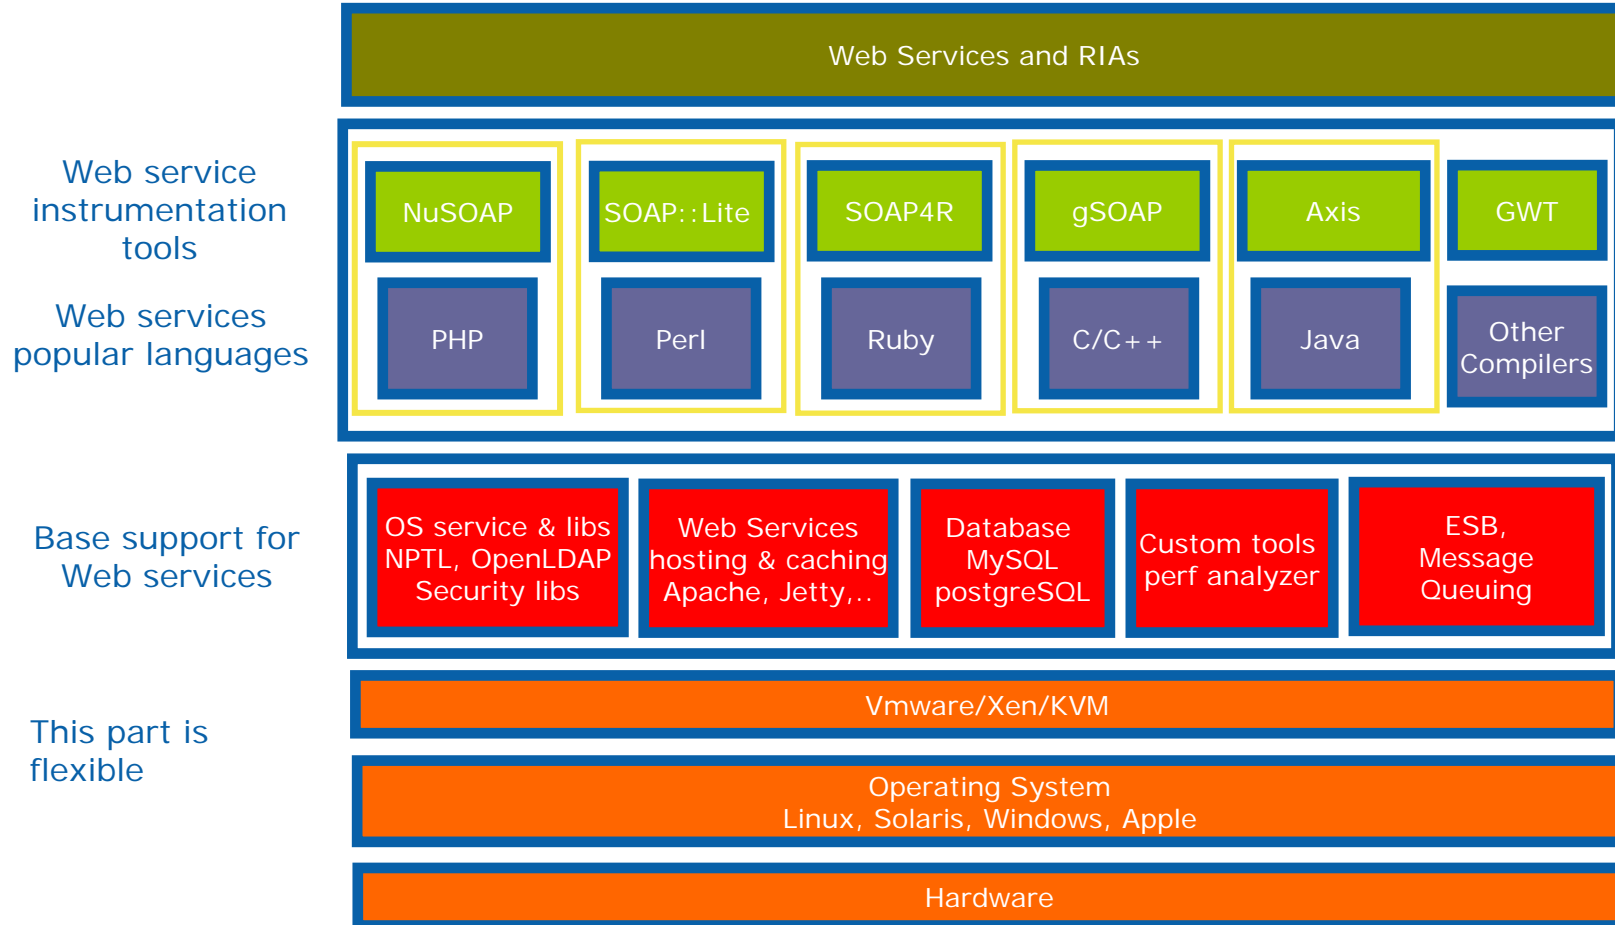 Web Services and RIAs
Web service
instrumentation
tools
NuSOAP
SOAP::Lite
SOAP4R
gSOAP
Axis
GWT
Web services
popular languages
PHP
Perl
Ruby
C/C++
Java
Other
Compilers
Base support for
Web services
OS service & libs
NPTL, OpenLDAP
Security libs
Web Services
hosting & caching
Apache, Jetty,..
Database
MySQL
postgreSQL
Custom tools
perf analyzer
ESB,
Message
Queuing
This part is
flexible
Vmware/Xen/KVM
Operating System
Linux, Solaris, Windows, Apple
Hardware